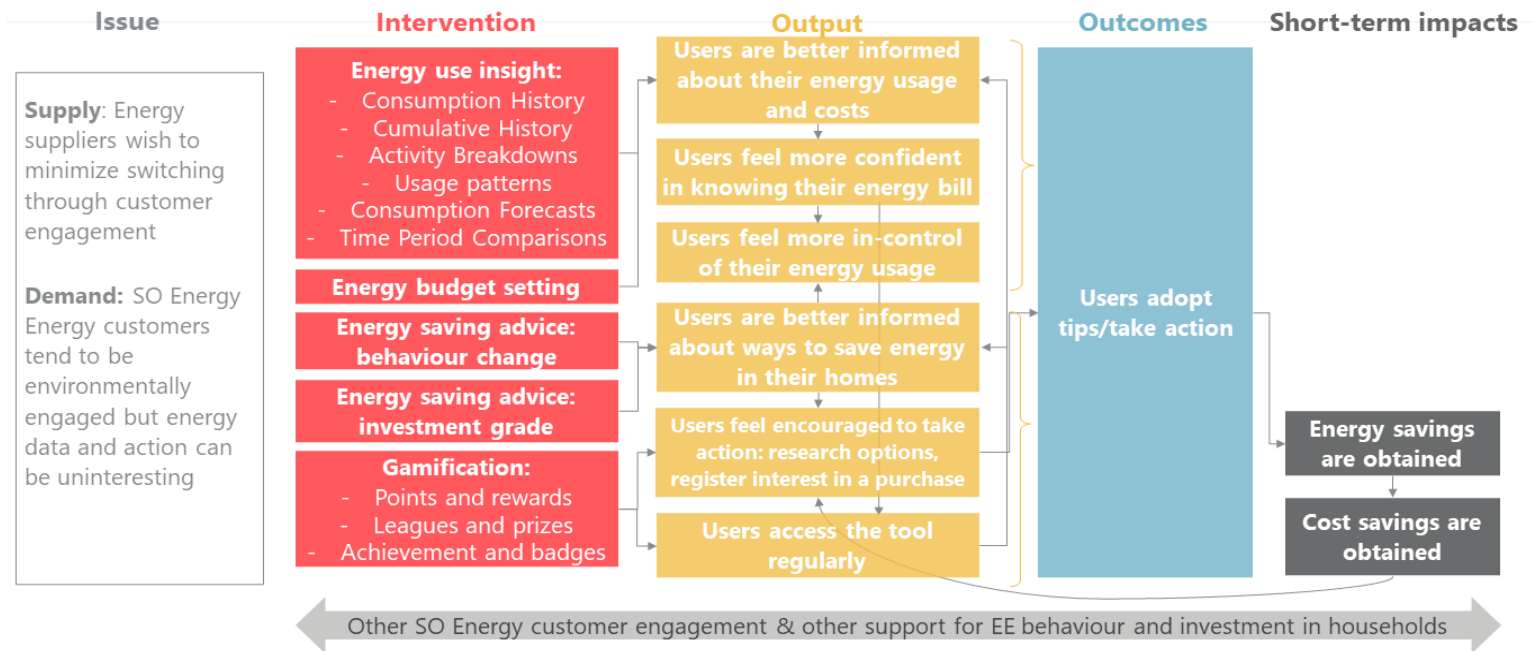 Issue
Intervention
Output
Outcomes
Short-term impacts
Supply: Energy
suppliers wish to
minimize switching
through customer
engagement
Demand: SO Energy
Energy customers
tend to be
environmentally
engaged but energy
data and action can
be uninteresting
Energy use insight:
- Consumption History
- Cumulative History
- Activity Breakdowns
- Usage patterns
- Consumption Forecasts
- Time Period Comparisons
Energy budget setting
Energy saving advice:
behaviour change
Energy saving advice:
investment grade
Gamification:
- Points and rewards
- Leagues and prizes
- Achievement and badges
Users are better informed
about their energy usage
and costs
Users feel more confident
in knowing their energy bill
Users feel more in-control
of their energy usage
Users are better informed
about ways to save energy
in their homes
Users feel encouraged to take
action: research options,
register interest in a purchase
Users access the tool
regularly
Users adopt
tips/take action
Energy savings
are obtained
Cost savings are
obtained
Other SO Energy customer engagement & other support for EE behaviour and investment in households